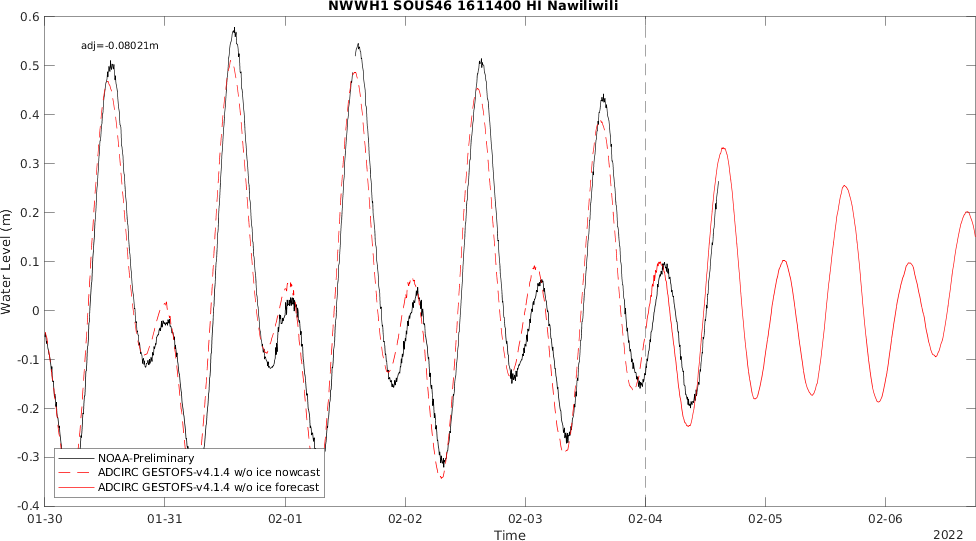 NWWH1 SOUS46 1611400 HI Nawiliwili
adj=-0.08021m
Water Level (m)
0.6
0.5
0.4
0.3
0.2
0.1
0
-0.1
-0.2
-0.3
-0.4
NOAA-Preliminary
ADCIRC GESTOFS-v4.1.4 w/o ice nowcast
ADCIRC GESTOFS-v4.1.4 w/o ice forecast
01-30 01-31 02-01 02-02 02-03 02-04 02-05 02-06
Time
2022